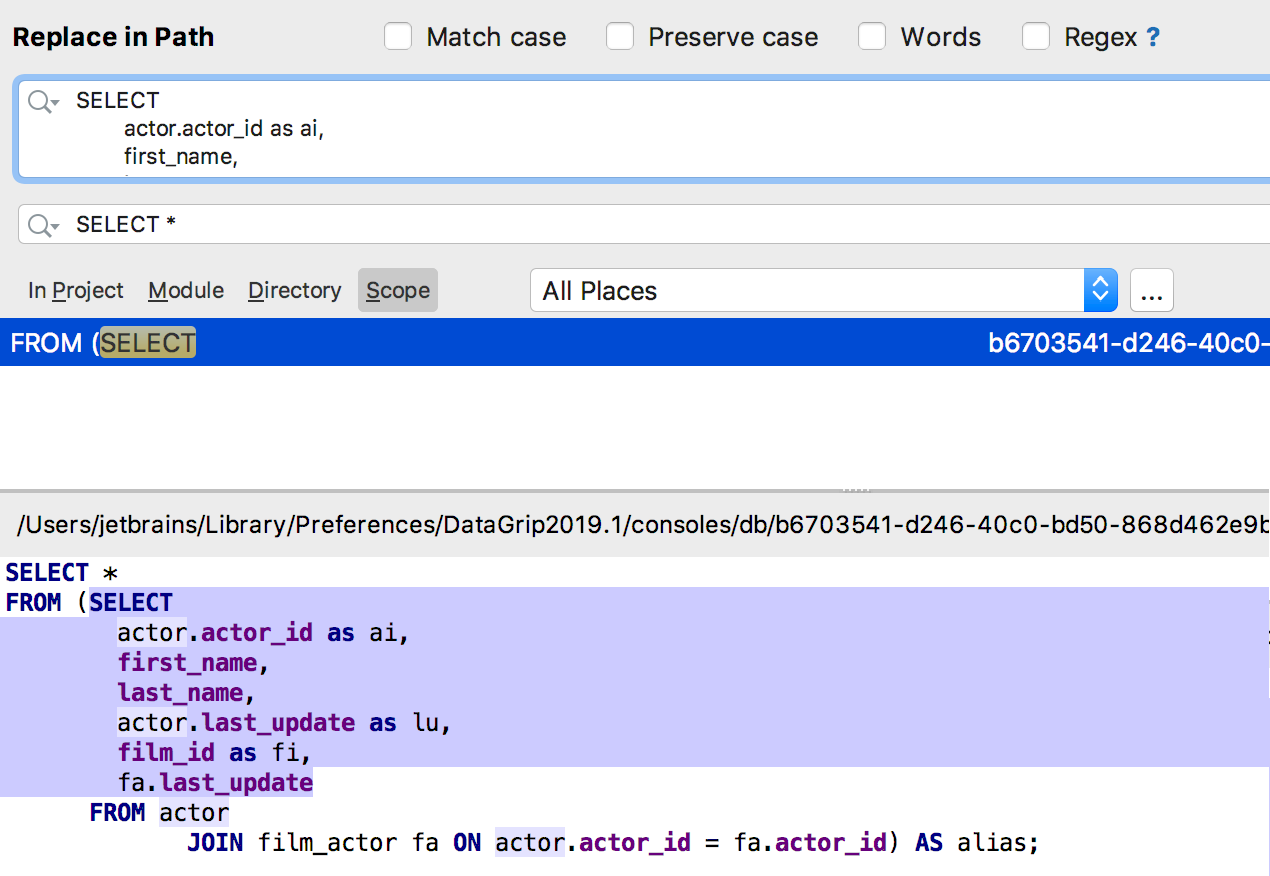 Replace in Path Match case Preserve case Words Regex ?
SELECT
actor.actor_id as ai,
first_name,
SELECT *
In Project Module Directory Scope All Places ...
FROM (SELECT b6703541-d246-40c0-
/Users/jetbrains/Library/Preferences/DataGrip2019.1/consoles/db/b6703541-d246-40c0-bd50-868d462e9b
SELECT *
FROM (SELECT
actor.actor_id as ai,
first_name,
last_name,
actor.last_update as lu,
film_id as fi,
fa.last_update
FROM actor
JOIN film_actor fa ON actor.actor_id = fa.actor_id) AS alias;